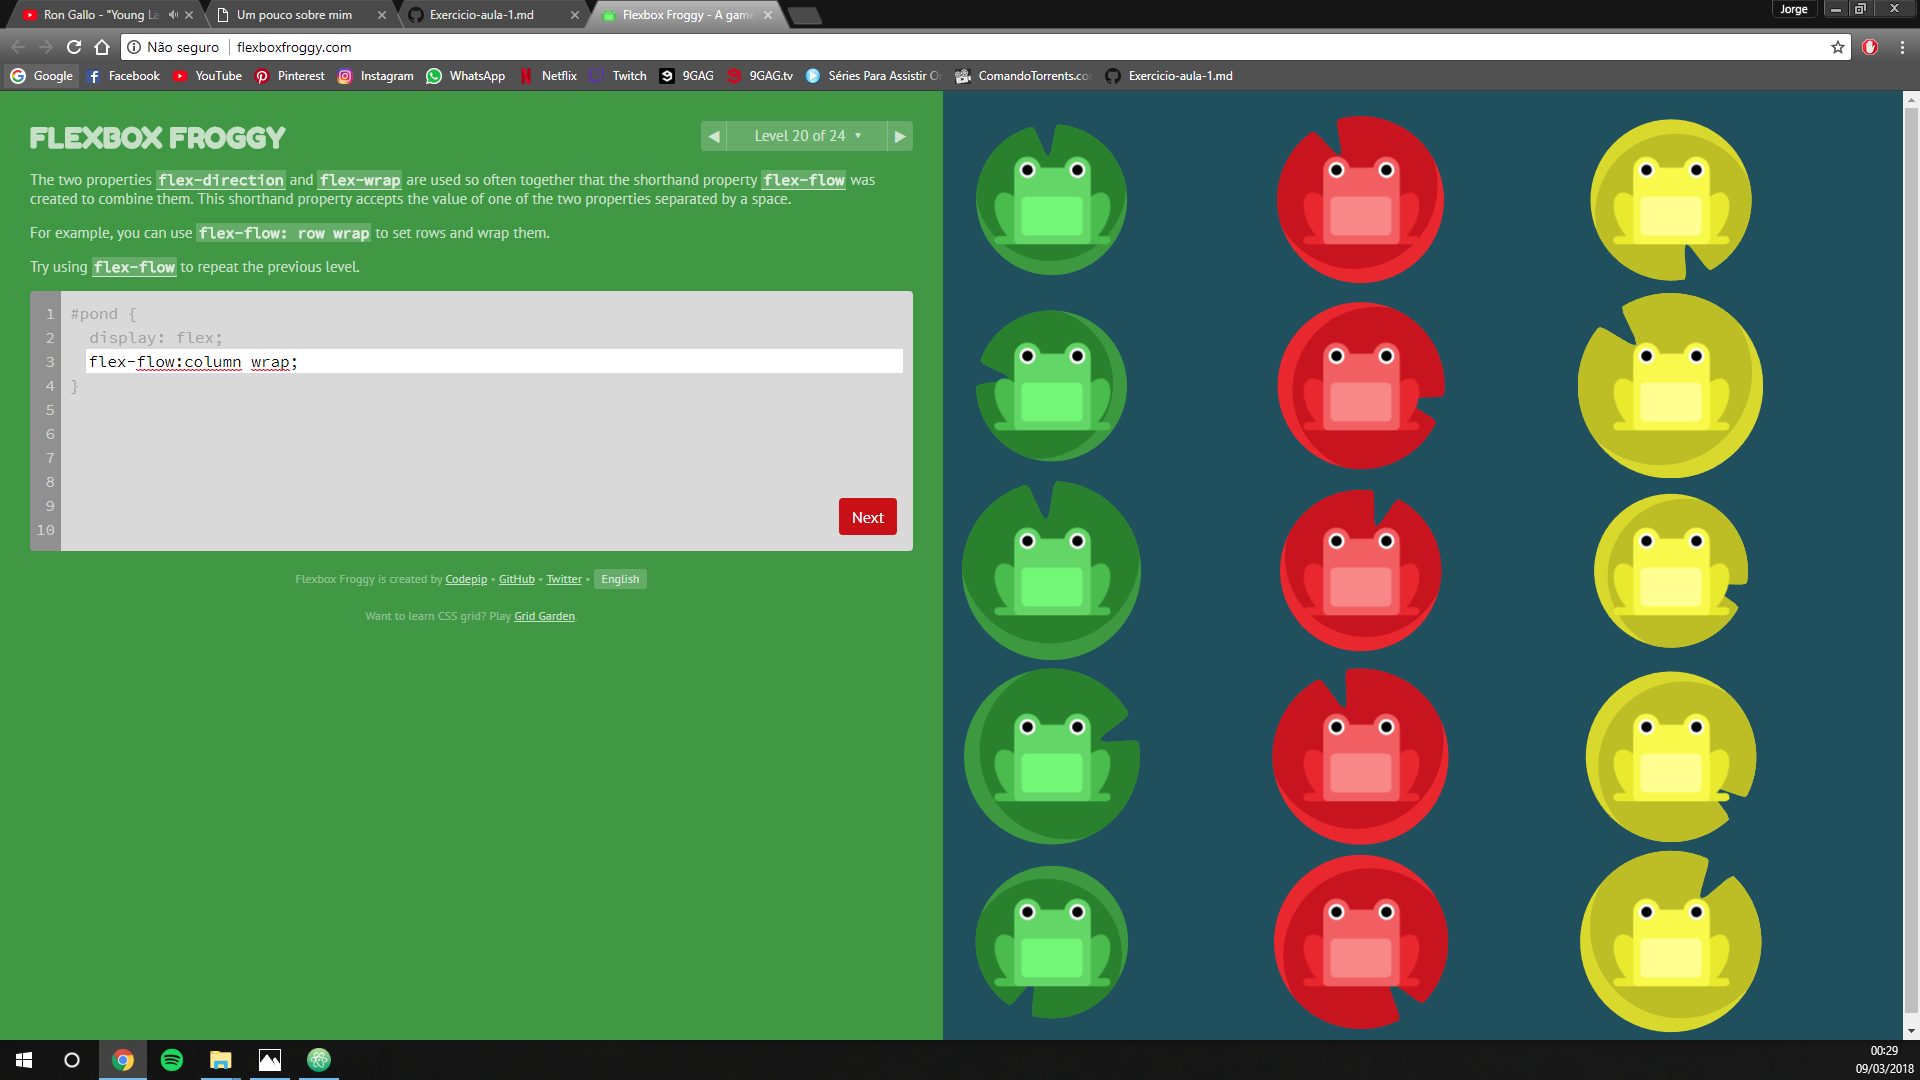 Ron Gallo - "Young La
Um pouco sobre mim
Exercicio-aula-1.md
Flexbox Froggy - A game
Jorge
Não seguro
flexboxfroggy.com
Google
Facebook
YouTube
Pinterest
Instagram
WhatsApp
Netflix
Twitch
9GAG
9GAG.tv
Séries Para Assistir O
ComandoTorrents.co
Exercicio-aula-1.md
FLEXBOX FROGGY
Level 20 of 24
The two properties flex-direction and flex-wrap are used so often together that the shorthand property flex-flow was
created to combine them. This shorthand property accepts the value of one of the two properties separated by a space.
For example, you can use flex-flow: row wrap to set rows and wrap them.
Try using flex-flow to repeat the previous level.
1 #pond {
2 display: flex;
3 flex-flow:column wrap;
4 }
5
6
7
8
9
10
Next
Flexbox Froggy is created by Codepip • GitHub • Twitter • English
Want to learn CSS grid? Play Grid Garden.
00:29
09/03/2018